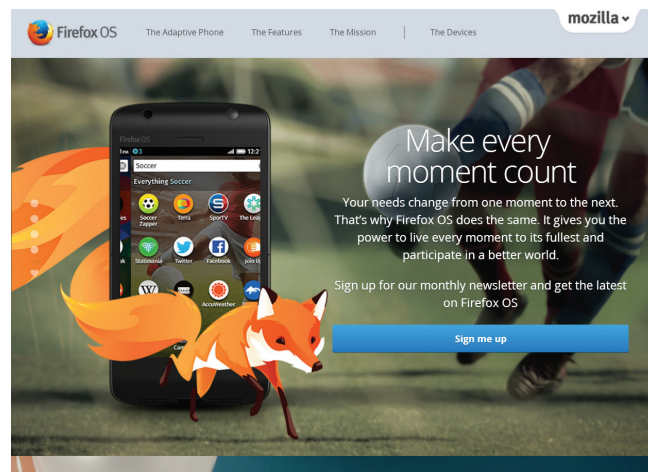 Firefox OS
The Adaptive Phone
The Features
The Mission
The Devices
mozilla
Firefox OS
Soccer
Everything Soccer
Soccer
Zapper
Terra
SporTV
The Leag
Statimania
Twitter
Facebook
Join U
W
AccuWeather
Make every
moment count
Your needs change from one moment to the next.
That's why Firefox OS does the same. It gives you the
power to live every moment to its fullest and
participate in a better world.
Sign up for our monthly newsletter and get the latest
on Firefox OS
Sign me up